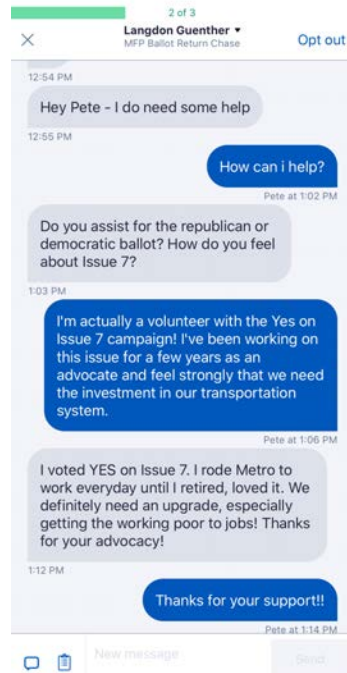 2 of 3
Langdon Guenther ▾
MFP Ballot Return Chase
Opt out
12:54 PM
Hey Pete - I do need some help
12:55 PM
How can i help?
Pete at 1:02 PM
Do you assist for the republican or
democratic ballot? How do you feel
about Issue 7?
1:03 PM
I'm actually a volunteer with the Yes on
Issue 7 campaign! I've been working on
this issue for a few years as an
advocate and feel strongly that we need
the investment in our transportation
system.
Pete at 1:06 PM
I voted YES on Issue 7. I rode Metro to
work everyday until I retired, loved it. We
definitely need an upgrade, especially
getting the working poor to jobs! Thanks
for your advocacy!
1:12 PM
Thanks for your support!!
Pete at 1:14 PM
New message
Send